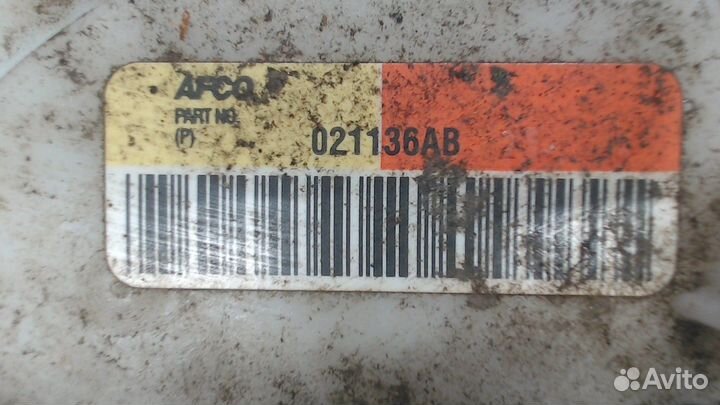 AFCO
PART NO.
(P)
021136AB
Avito